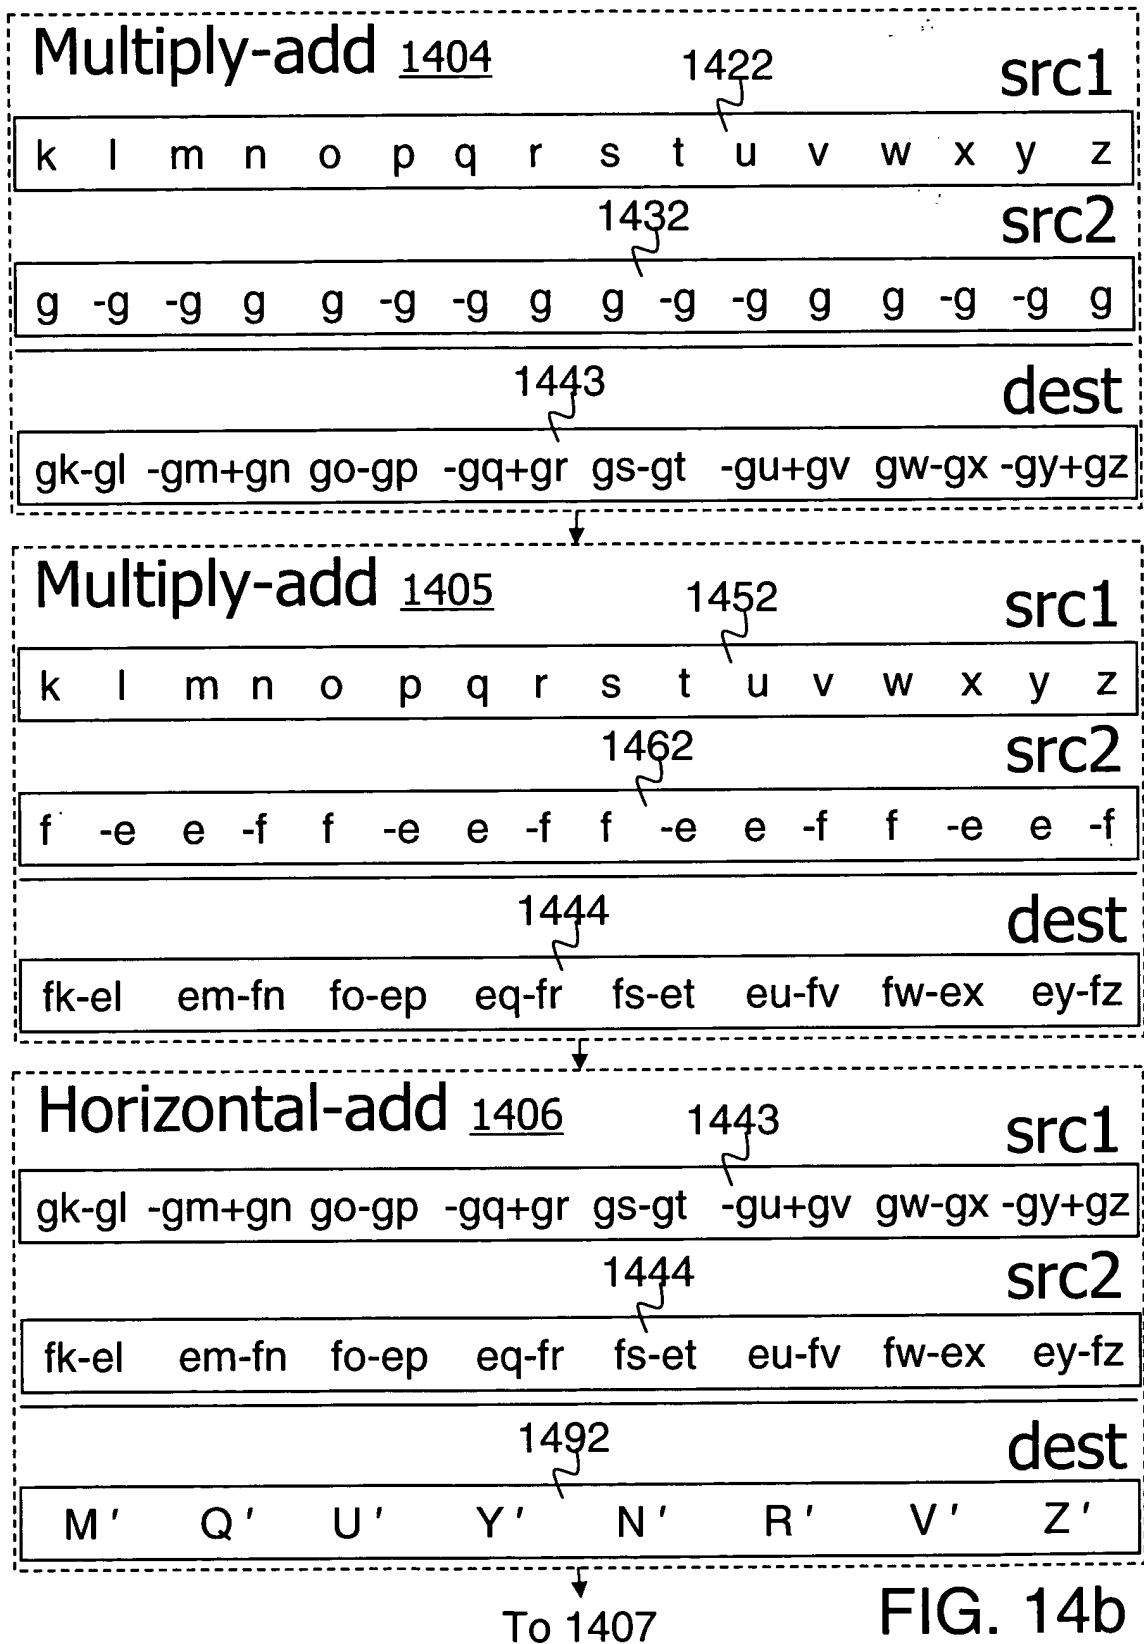 Multiply-add 1404 1422 src1
k l m n o p q r s t u v w x y z
1432 src2
g -g -g g g -g -g g g -g -g g g -g -g g
1443 dest
gk-gl -gm+gn go-gp -gq+gr gs-gt -gu+gv gw-gx -gy+gz
Multiply-add 1405 1452 src1
k l m n o p q r s t u v w x y z
1462 src2
f -e e -f f -e e -f f -e e -f f -e e -f
1444 dest
fk-el em-fn fo-ep eq-fr fs-et eu-fv fw-ex ey-fz
Horizontal-add 1406 1443 src1
gk-gl -gm+gn go-gp -gq+gr gs-gt -gu+gv gw-gx -gy+gz
1444 src2
fk-el em-fn fo-ep eq-fr fs-et eu-fv fw-ex ey-fz
1492 dest
M' Q' U' Y' N' R' V' Z'
To 1407 FIG. 14b